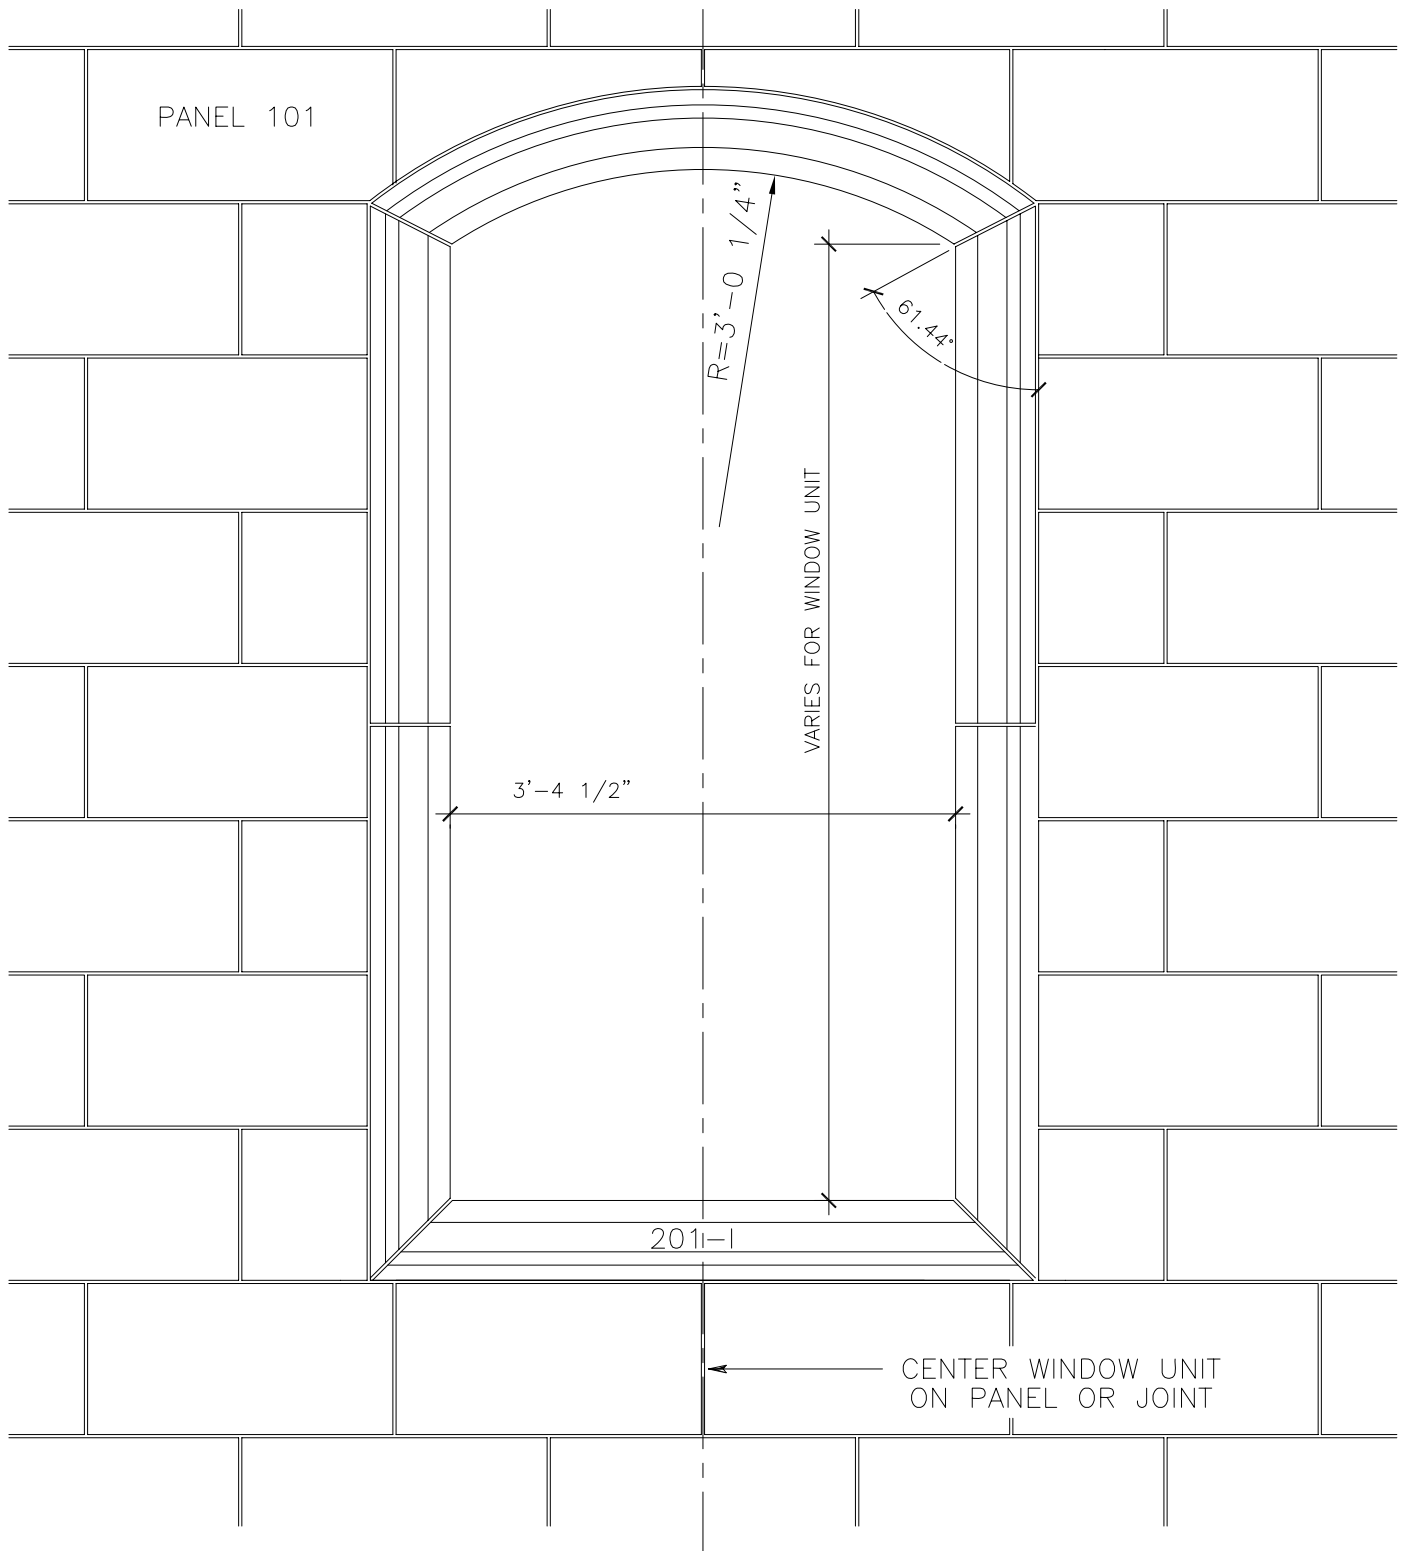 PANEL 101
R=3'-0 1/4"
61.44°
VARIES FOR WINDOW UNIT
3'-4 1/2"
201-I
CENTER WINDOW UNIT
ON PANEL OR JOINT